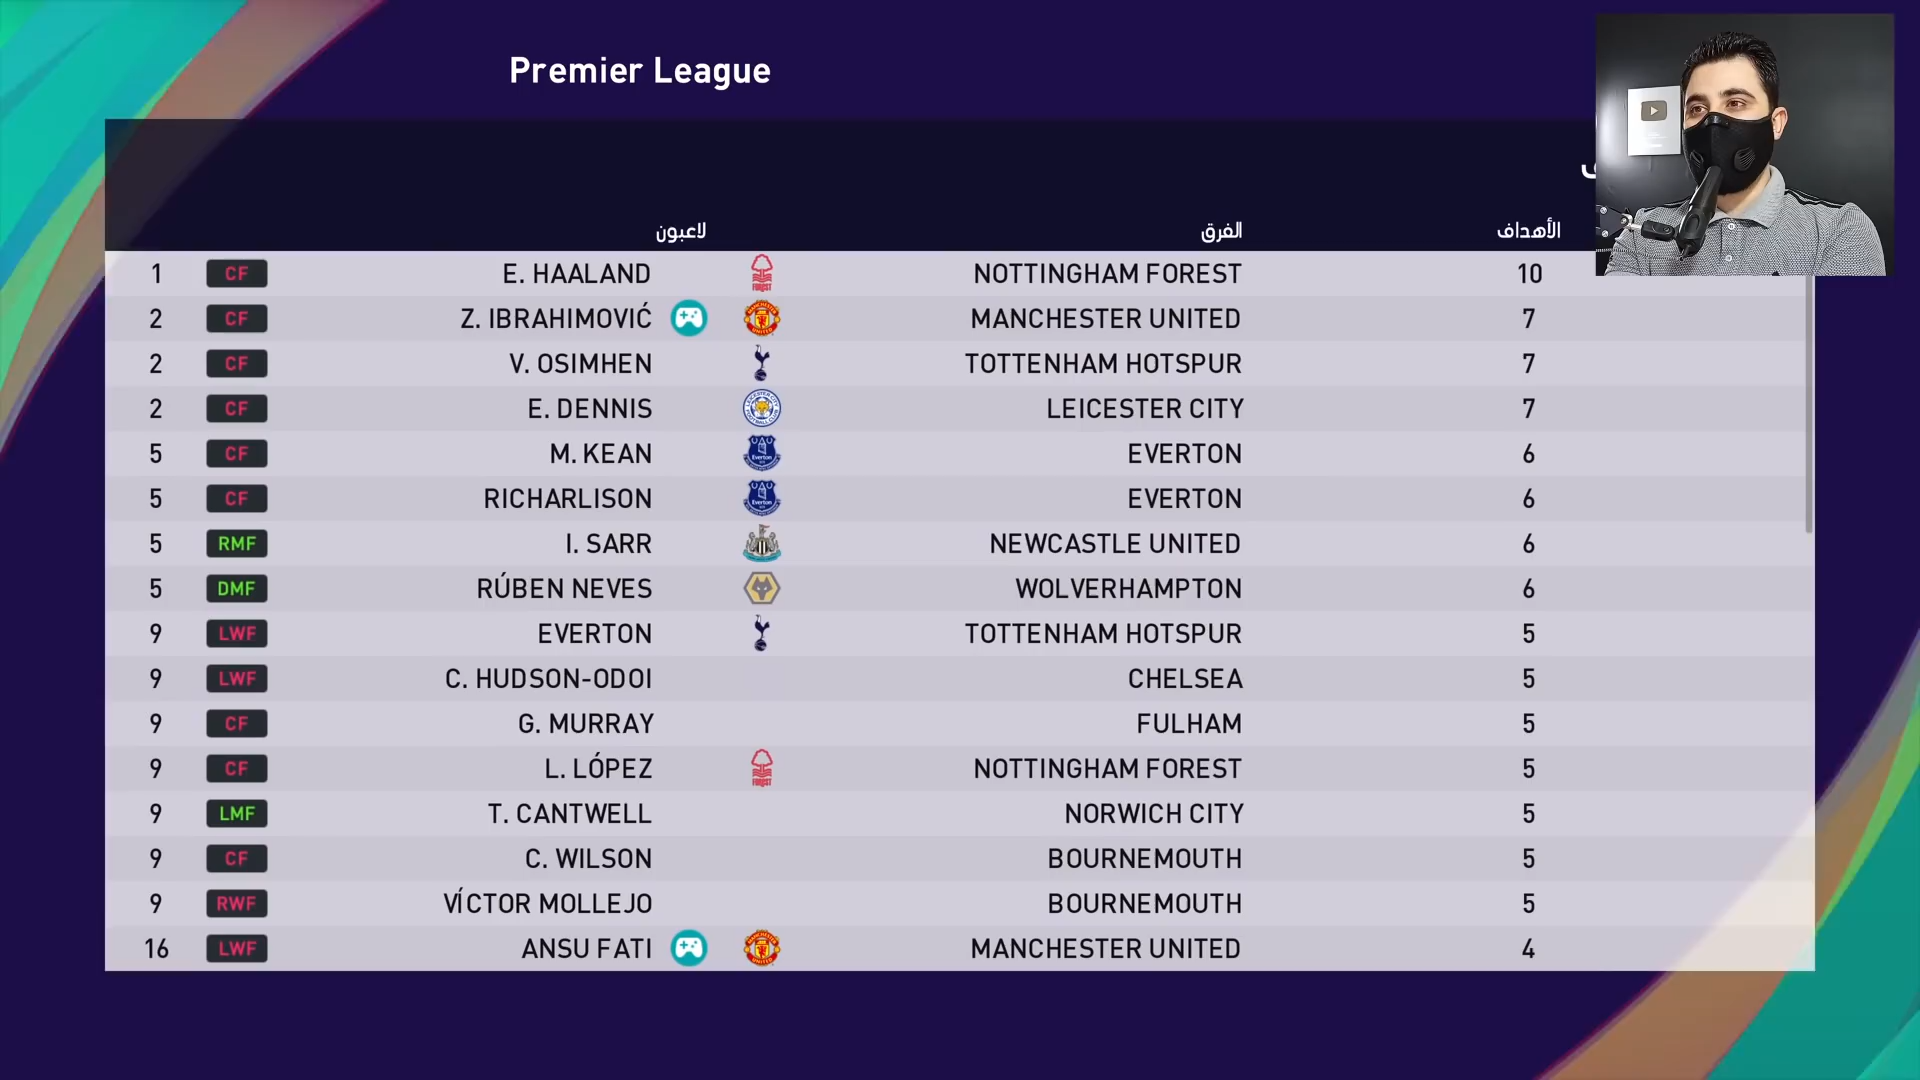 Premier League
لاعبون الفرق الأهداف
1 CF E. HAALAND NOTTINGHAM FOREST 10
2 CF Z. IBRAHIMOVIĆ MANCHESTER UNITED 7
2 CF V. OSIMHEN TOTTENHAM HOTSPUR 7
2 CF E. DENNIS LEICESTER CITY 7
5 CF M. KEAN EVERTON 6
5 CF RICHARLISON EVERTON 6
5 RMF I. SARR NEWCASTLE UNITED 6
5 DMF RÚBEN NEVES WOLVERHAMPTON 6
9 LWF EVERTON TOTTENHAM HOTSPUR 5
9 LWF C. HUDSON-ODOI CHELSEA 5
9 CF G. MURRAY FULHAM 5
9 CF L. LÓPEZ NOTTINGHAM FOREST 5
9 LMF T. CANTWELL NORWICH CITY 5
9 CF C. WILSON BOURNEMOUTH 5
9 RWF VÍCTOR MOLLEJO BOURNEMOUTH 5
16 LWF ANSU FATI MANCHESTER UNITED 4